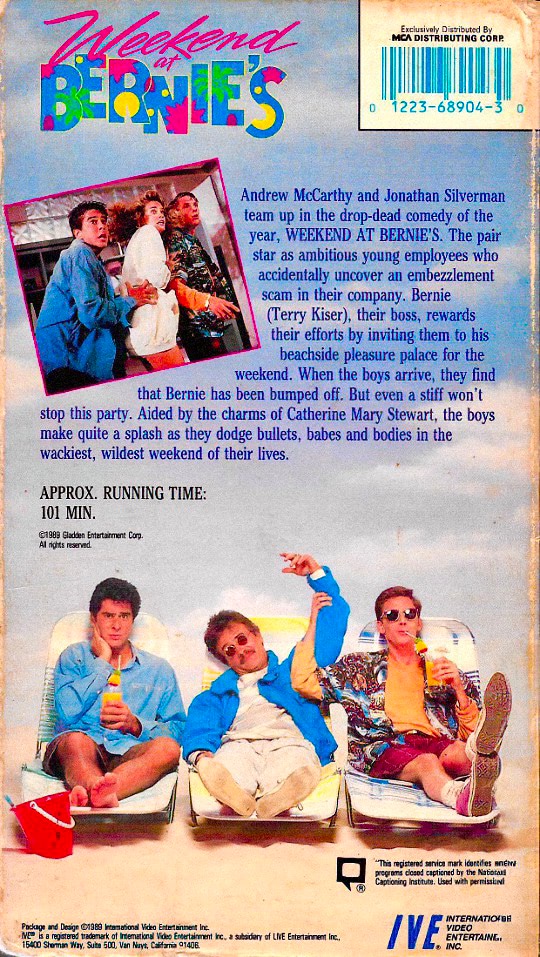 Weekend
at
BERNIE'S
Exclusively Distributed By
MCA DISTRIBUTING CORP.
0 1223-68904-3 0
Andrew McCarthy and Jonathan Silverman
team up in the drop-dead comedy of the
year, WEEKEND AT BERNIE'S. The pair
star as ambitious young employees who
accidentally uncover an embezzlement
scam in their company. Bernie
(Terry Kiser), their boss, rewards
their efforts by inviting them to his
beachside pleasure palace for the
weekend. When the boys arrive, they find
that Bernie has been bumped off. But even a stiff won't
stop this party. Aided by the charms of Catherine Mary Stewart, the boys
make quite a splash as they dodge bullets, babes and bodies in the
wackiest, wildest weekend of their lives.
APPROX. RUNNING TIME:
101 MIN.
©1989 Gladden Entertainment Corp.
All rights reserved.
"This registered service mark identifies
programs closed captioned by the National
Captioning Institute. Used with permission
®
Package and Design ©1989 International Video Entertainment Inc.
IVE® is a registered trademark of International Video Entertainment Inc., a subsidiary of LIVE Entertainment Inc.,
15400 Sherman Way, Suite 500, Van Nuys, California 91406.
IVE®
INTERNATIONAL
VIDEO
ENTERTAINMENT,
INC.